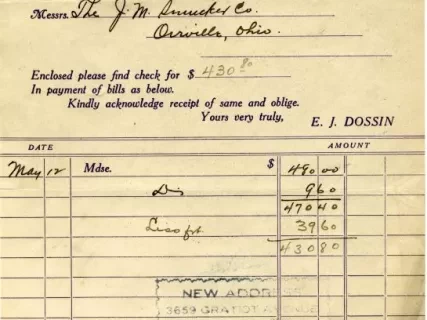 Messrs. The J. M. Smucker Co.
Orrville, Ohio.
Enclosed please find check for $ 430.80
In payment of bills as below.
Kindly acknowledge receipt of same and oblige.
Yours very truly, E. J. DOSSIN
DATE AMOUNT
May 12 Mdse. $ 480 00
Dis 9 60
470 40
Less frt. 39 60
430 80
NEW ADDRESS
3659 GRATIOT AVENUE